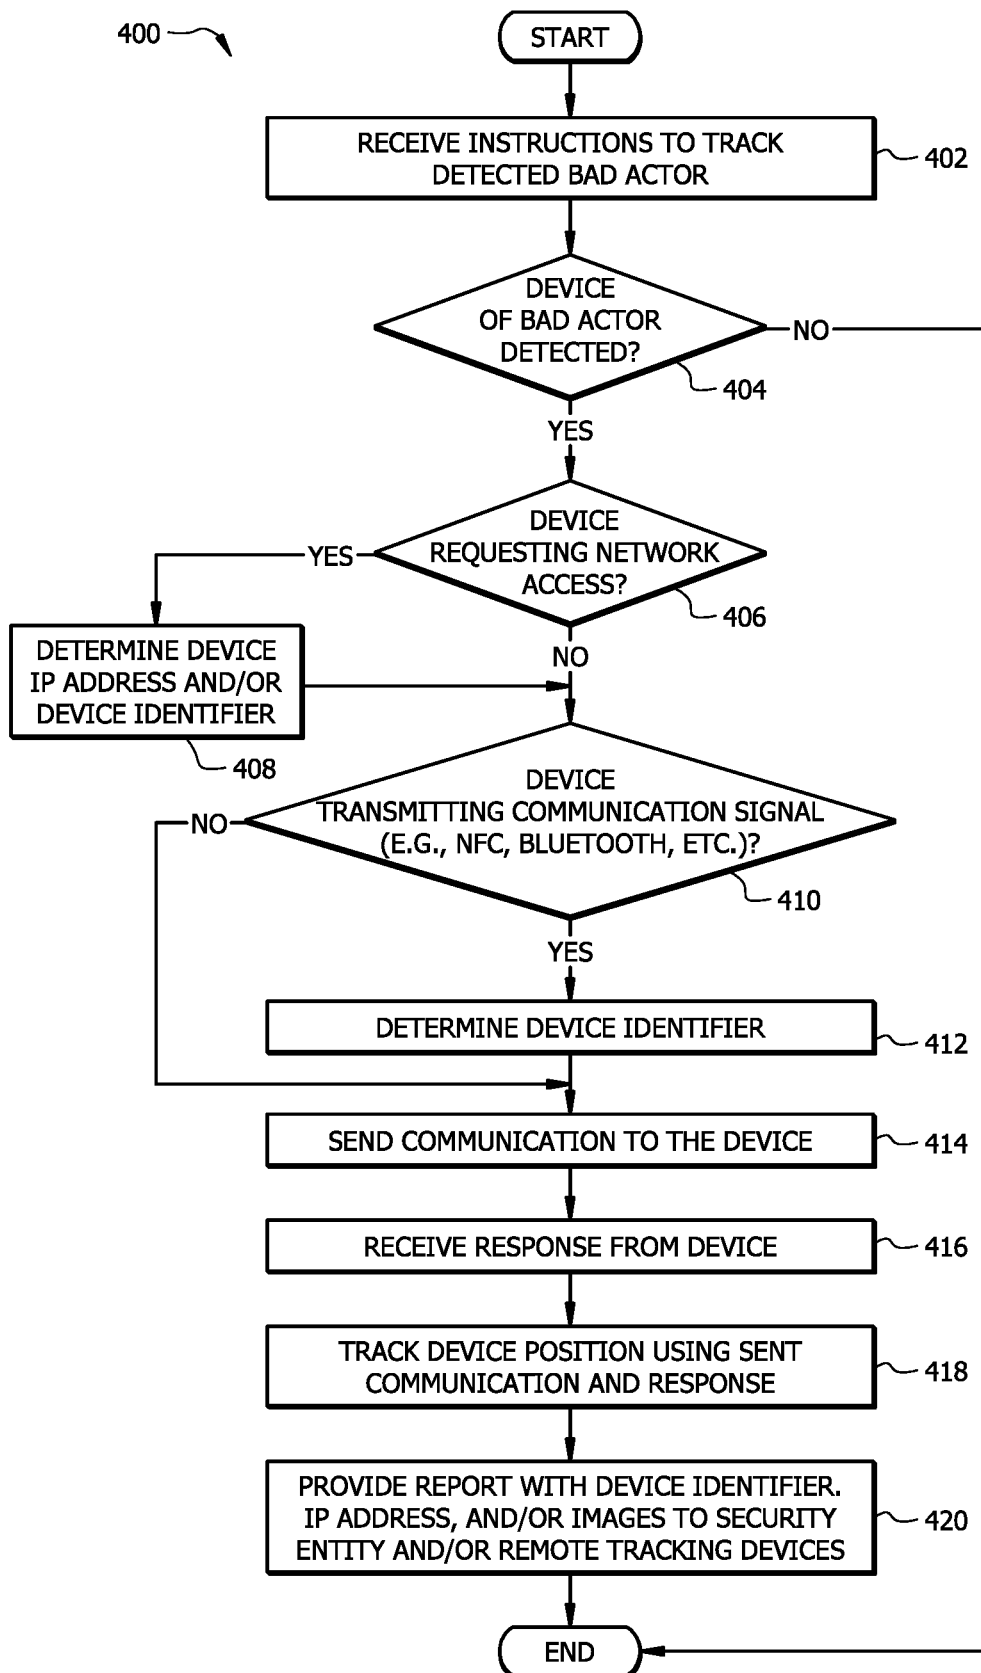 400
START
RECEIVE INSTRUCTIONS TO TRACK
DETECTED BAD ACTOR
402
DEVICE
OF BAD ACTOR
DETECTED?
NO
404
YES
DEVICE
REQUESTING NETWORK
ACCESS?
YES
406
NO
DETERMINE DEVICE
IP ADDRESS AND/OR
DEVICE IDENTIFIER
408
DEVICE
TRANSMITTING COMMUNICATION SIGNAL
(E.G., NFC, BLUETOOTH, ETC.)?
NO
410
YES
DETERMINE DEVICE IDENTIFIER
412
SEND COMMUNICATION TO THE DEVICE
414
RECEIVE RESPONSE FROM DEVICE
416
TRACK DEVICE POSITION USING SENT
COMMUNICATION AND RESPONSE
418
PROVIDE REPORT WITH DEVICE IDENTIFIER.
IP ADDRESS, AND/OR IMAGES TO SECURITY
ENTITY AND/OR REMOTE TRACKING DEVICES
420
END